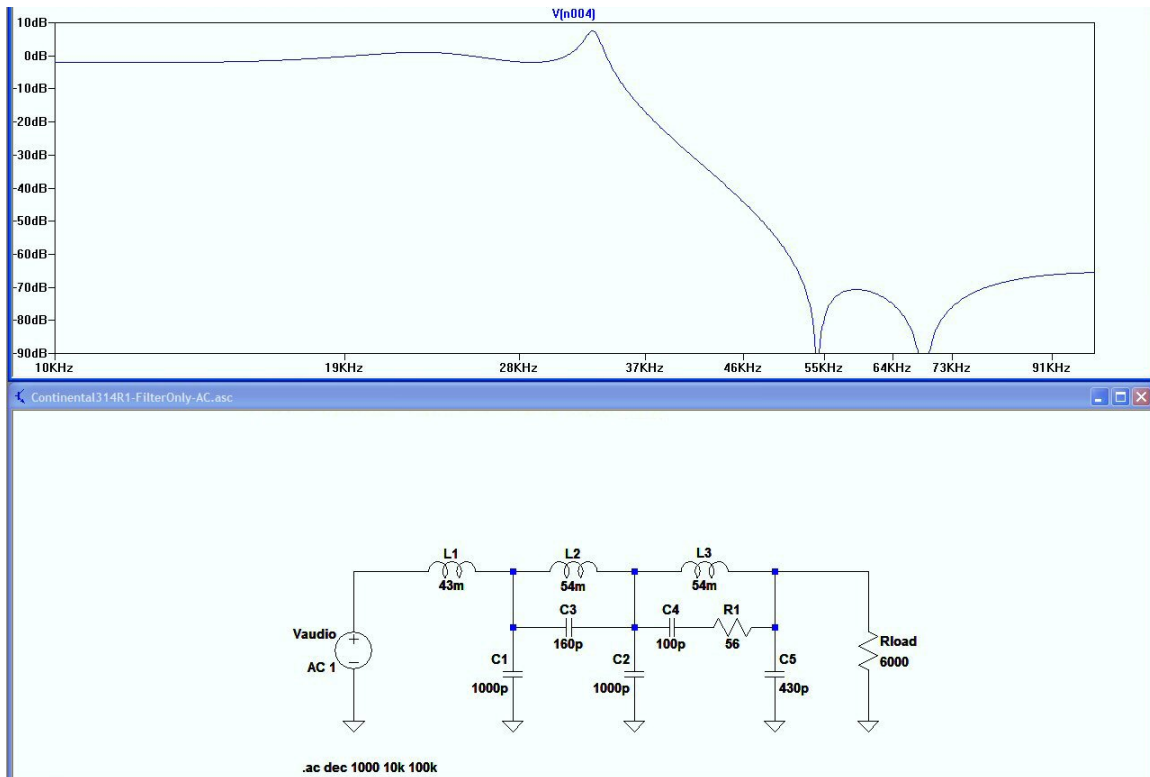 V(n004)
10dB
0dB
-10dB
-20dB
-30dB
-40dB
-50dB
-60dB
-70dB
-80dB
-90dB
10KHz 19KHz 28KHz 37KHz 46KHz 55KHz 64KHz 73KHz 91KHz
Continental314R1-FilterOnly-AC.asc
L1 L2 L3
43m 54m 54m
C3 C4 R1
160p 100p 56
Vaudio
AC 1
C1 C2 C5
1000p 1000p 430p
Rload
6000
.ac dec 1000 10k 100k